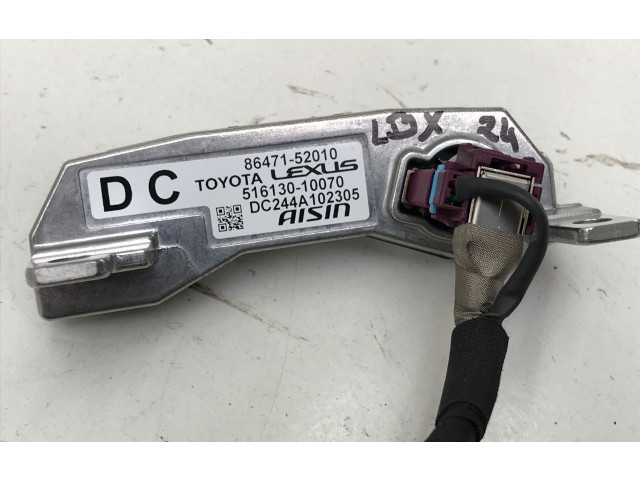 LBX 24
D C
86471-52010
TOYOTA LEXUS
516130-10070
DC244A102305
AISIN